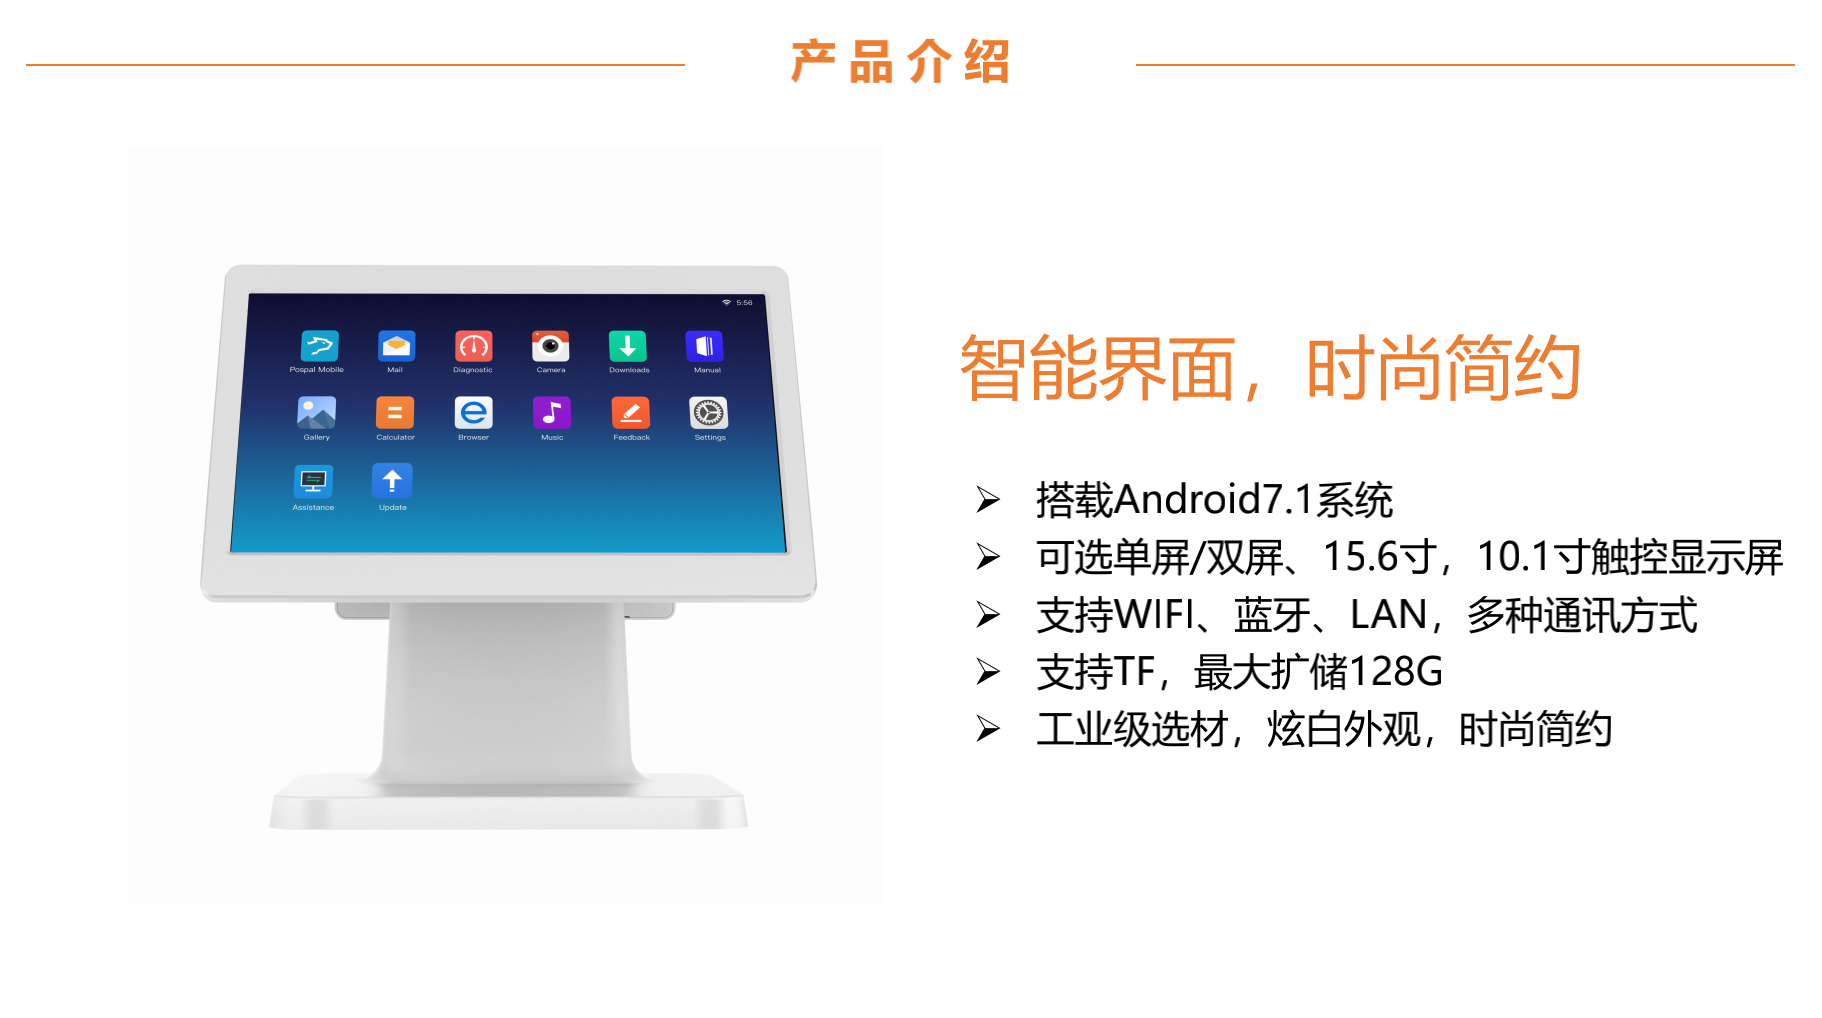 产品介绍
5:56
Pospal Mobile
Mail
Diagnostic
Camera
Downloads
Manual
Gallery
Calculator
Browser
Music
Feedback
Settings
Assistance
Update
智能界面，时尚简约
搭载Android7.1系统
可选单屏/双屏、15.6寸，10.1寸触控显示屏
支持WIFI、蓝牙、LAN，多种通讯方式
支持TF，最大扩储128G
工业级选材，炫白外观，时尚简约